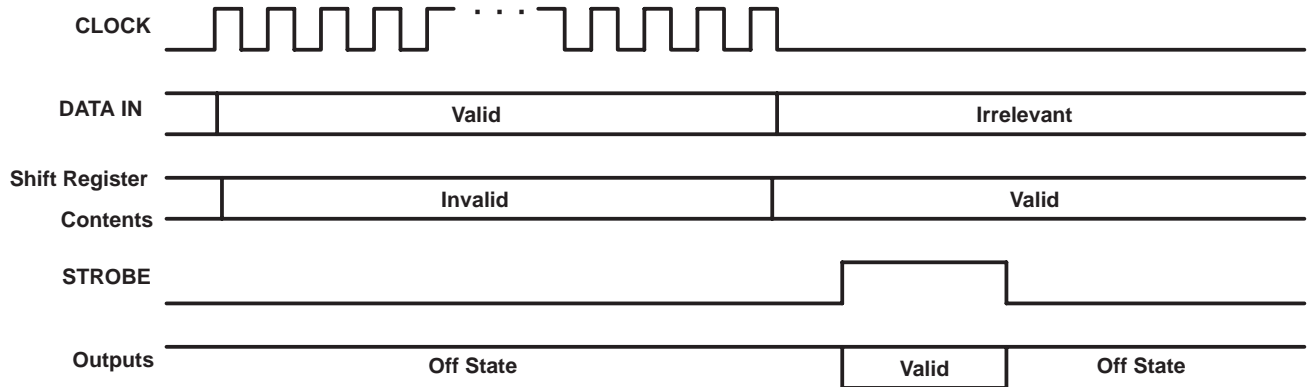 CLOCK
. . .
DATA IN
Valid
Irrelevant
Shift Register
Contents
Invalid
Valid
STROBE
Outputs
Off State
Valid
Off State